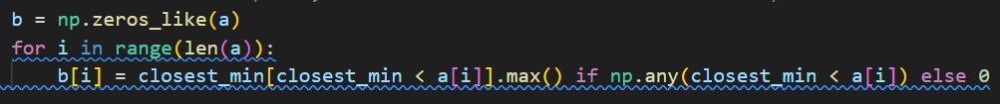 b = np.zeros_like(a)
for i in range(len(a)):
    b[i] = closest_min[closest_min < a[i]].max() if np.any(closest_min < a[i]) else 0